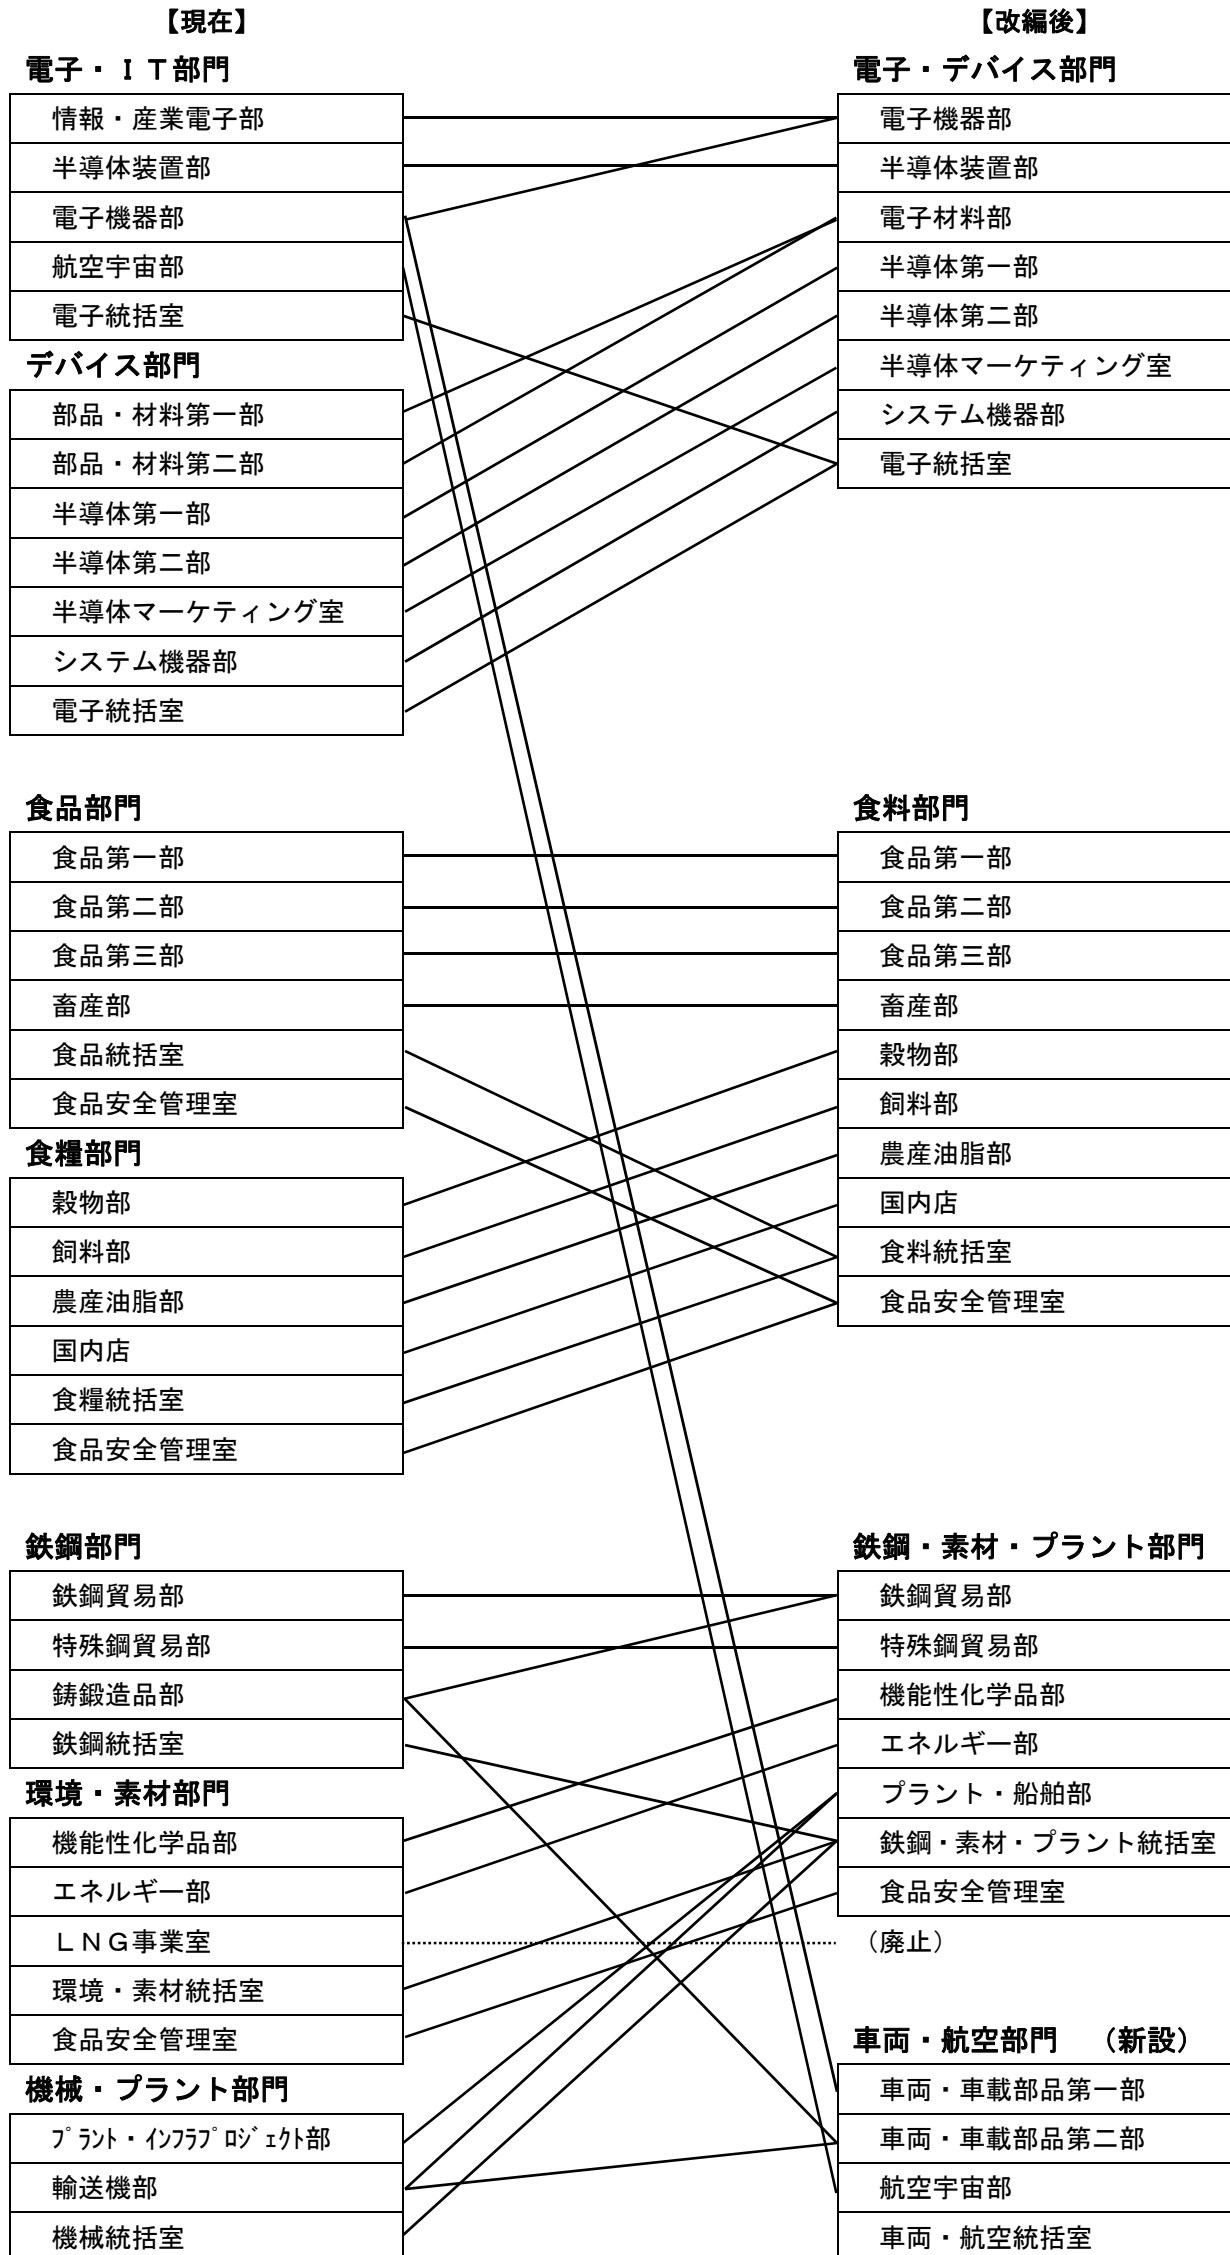 【現在】
電子・ＩＴ部門
情報・産業電子部
半導体装置部
電子機器部
航空宇宙部
電子統括室
デバイス部門
部品・材料第一部
部品・材料第二部
半導体第一部
半導体第二部
半導体マーケティング室
システム機器部
電子統括室
食品部門
食品第一部
食品第二部
食品第三部
畜産部
食品統括室
食品安全管理室
食糧部門
穀物部
飼料部
農産油脂部
国内店
食糧統括室
食品安全管理室
鉄鋼部門
鉄鋼貿易部
特殊鋼貿易部
鋳鍛造品部
鉄鋼統括室
環境・素材部門
機能性化学品部
エネルギー部
ＬＮＧ事業室
環境・素材統括室
食品安全管理室
機械・プラント部門
ﾌﾟﾗﾝﾄ・ｲﾝﾌﾗﾌﾟﾛｼﾞｪｸﾄ部
輸送機部
機械統括室
【改編後】
電子・デバイス部門
電子機器部
半導体装置部
電子材料部
半導体第一部
半導体第二部
半導体マーケティング室
システム機器部
電子統括室
食料部門
食品第一部
食品第二部
食品第三部
畜産部
穀物部
飼料部
農産油脂部
国内店
食料統括室
食品安全管理室
鉄鋼・素材・プラント部門
鉄鋼貿易部
特殊鋼貿易部
機能性化学品部
エネルギー部
プラント・船舶部
鉄鋼・素材・プラント統括室
食品安全管理室
（廃止）
車両・航空部門　（新設）
車両・車載部品第一部
車両・車載部品第二部
航空宇宙部
車両・航空統括室